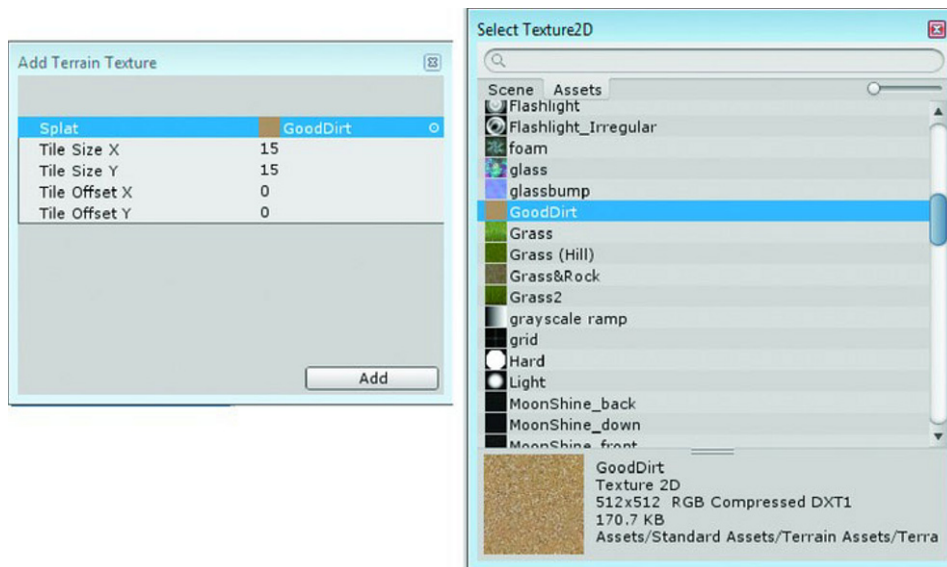 Add Terrain Texture
Splat GoodDirt
Tile Size X 15
Tile Size Y 15
Tile Offset X 0
Tile Offset Y 0
Add
Select Texture2D
Scene Assets
Flashlight
Flashlight_Irregular
foam
glass
glassbump
GoodDirt
Grass
Grass (Hill)
Grass&Rock
Grass2
grayscale ramp
grid
Hard
Light
MoonShine_back
MoonShine_down
MoonShine_front
GoodDirt
Texture 2D
512x512 RGB Compressed DXT1
170.7 KB
Assets/Standard Assets/Terrain Assets/Terra